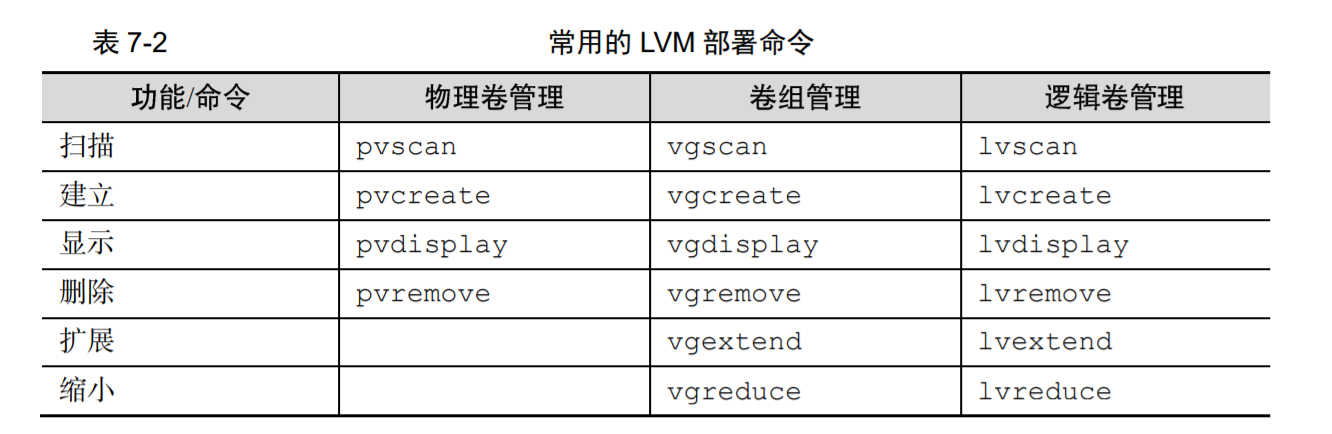 表 7-2 常用的 LVM 部署命令
功能/命令 物理卷管理 卷组管理 逻辑卷管理
扫描 pvscan vgscan lvscan
建立 pvcreate vgcreate lvcreate
显示 pvdisplay vgdisplay lvdisplay
删除 pvremove vgremove lvremove
扩展 vgextend lvextend
缩小 vgreduce lvreduce